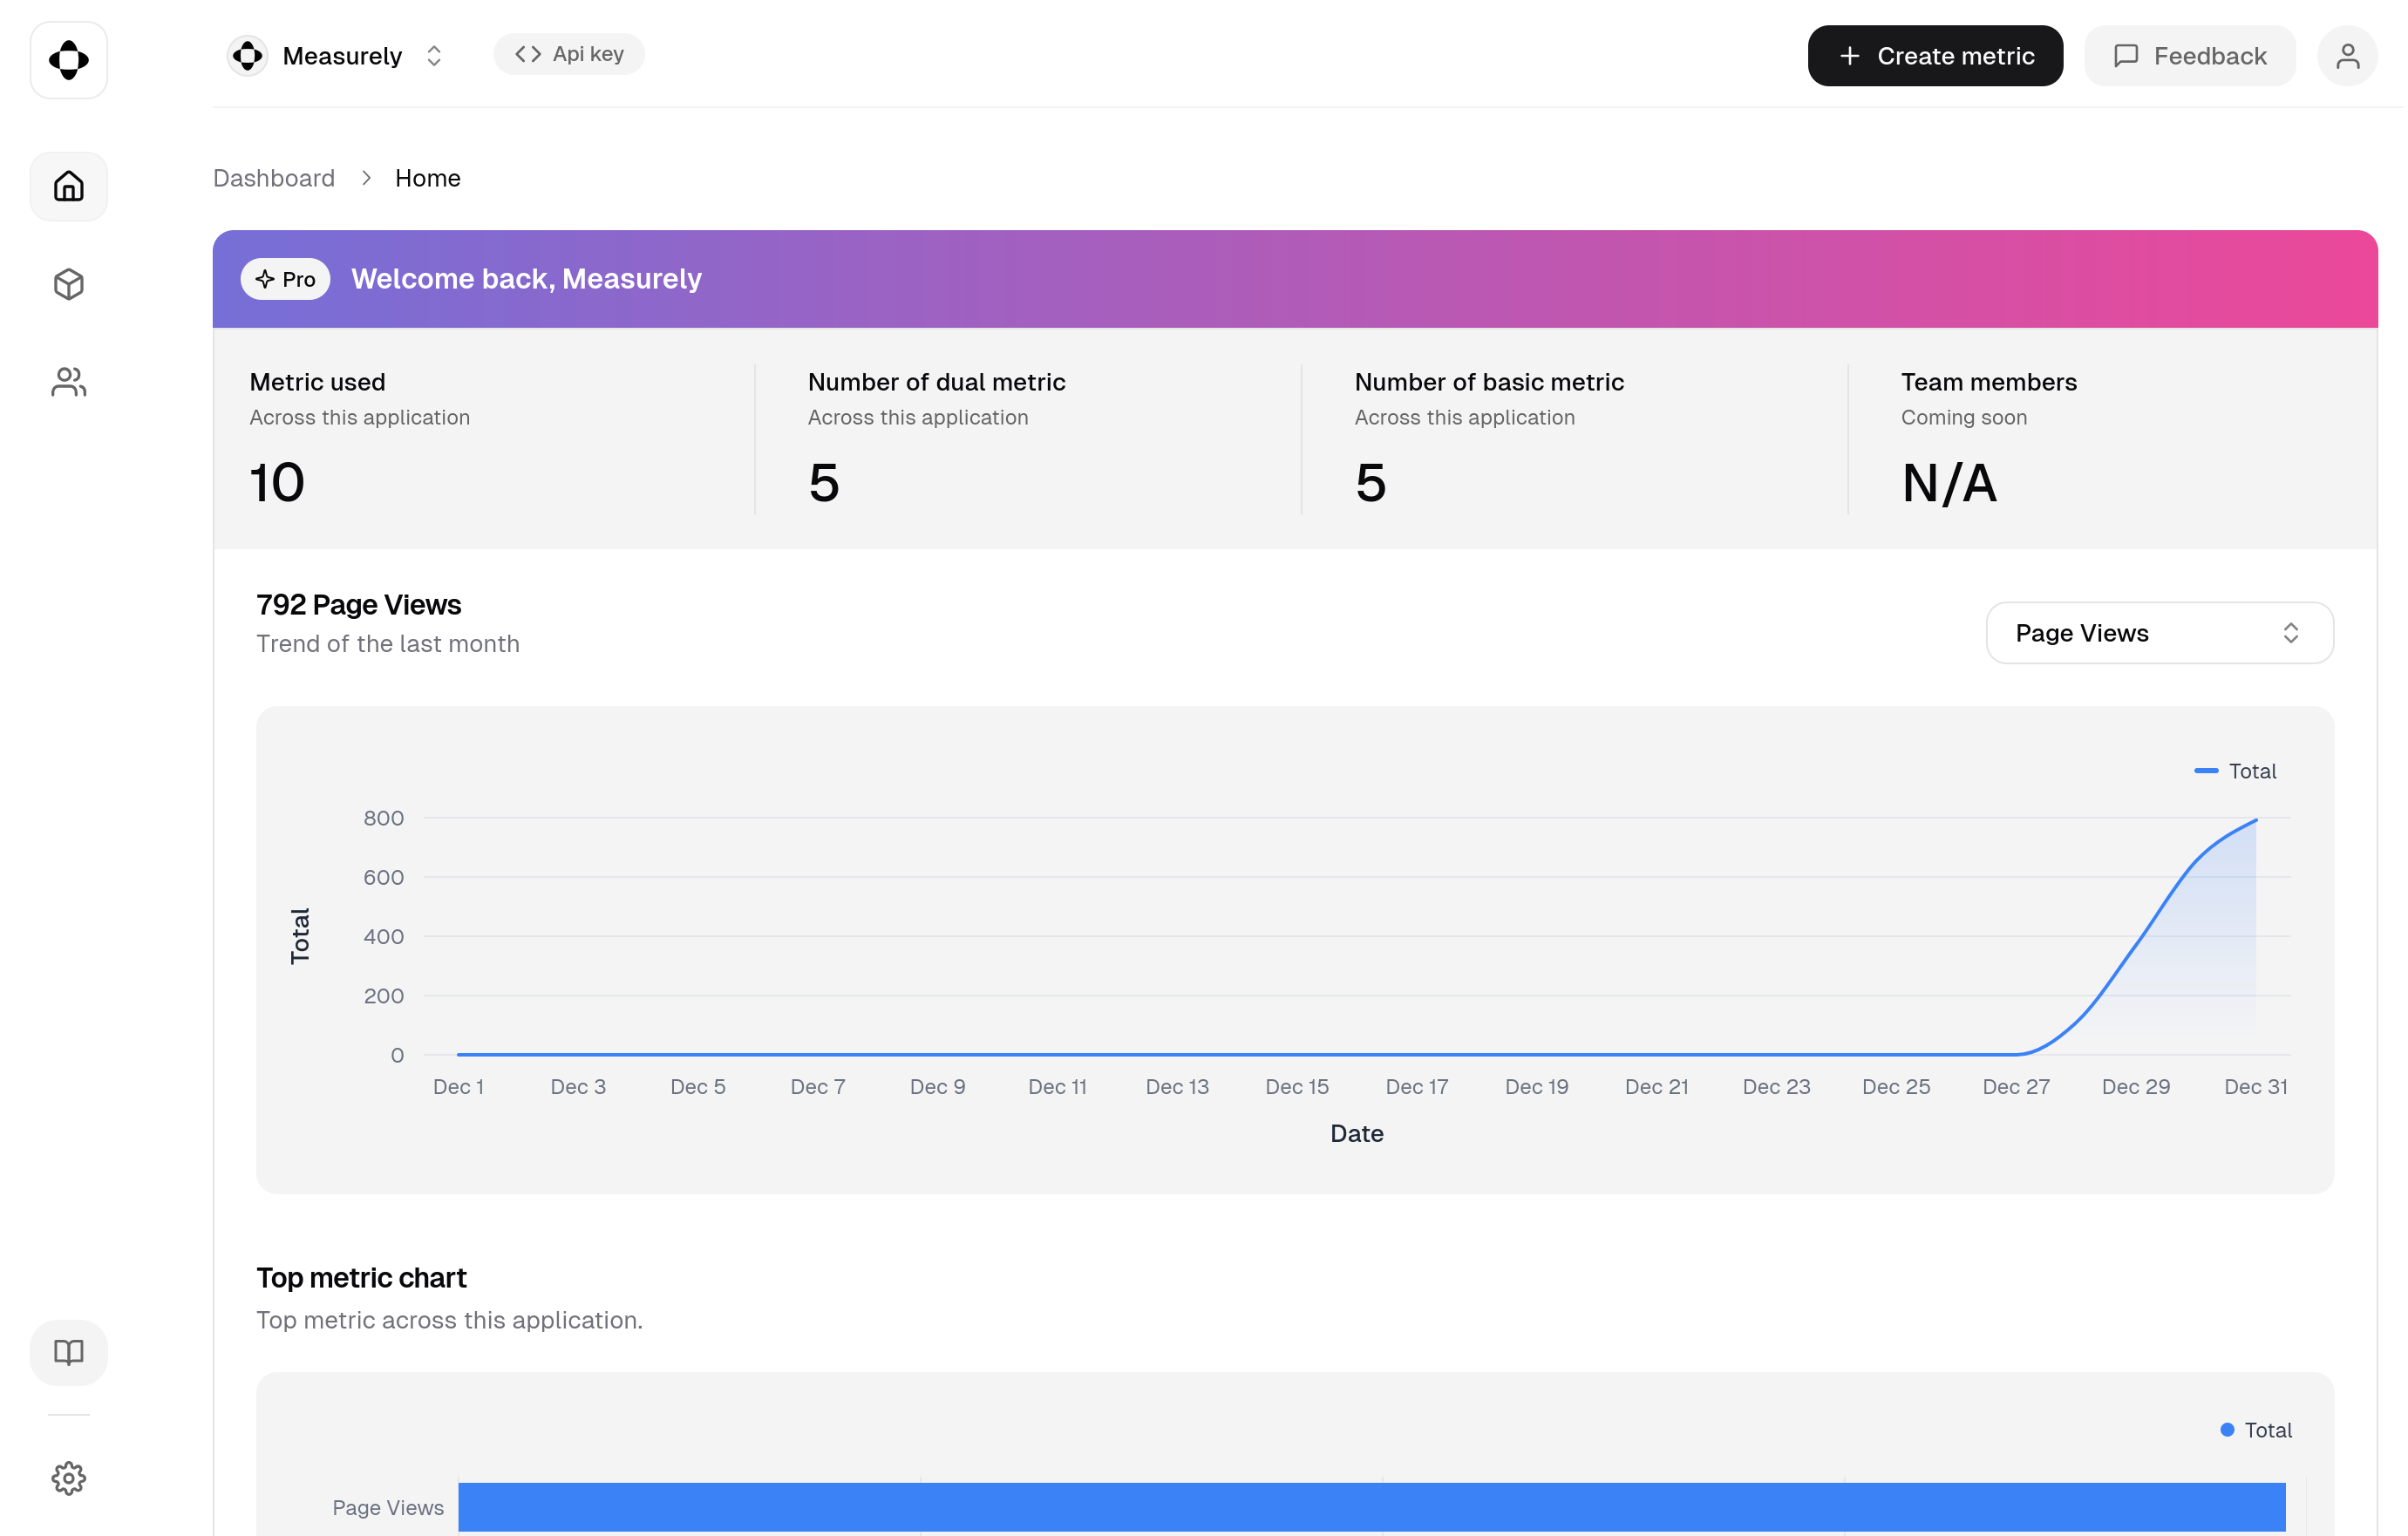 Measurely
Api key
Create metric
Feedback
Dashboard
Home
Pro
Welcome back, Measurely
Metric used
Across this application
10
Number of dual metric
Across this application
5
Number of basic metric
Across this application
5
Team members
Coming soon
N/A
792 Page Views
Trend of the last month
Page Views
Total
800
600
400
200
0
Total
Dec 1 Dec 3 Dec 5 Dec 7 Dec 9 Dec 11 Dec 13 Dec 15 Dec 17 Dec 19 Dec 21 Dec 23 Dec 25 Dec 27 Dec 29 Dec 31
Date
Top metric chart
Top metric across this application.
Total
Page Views